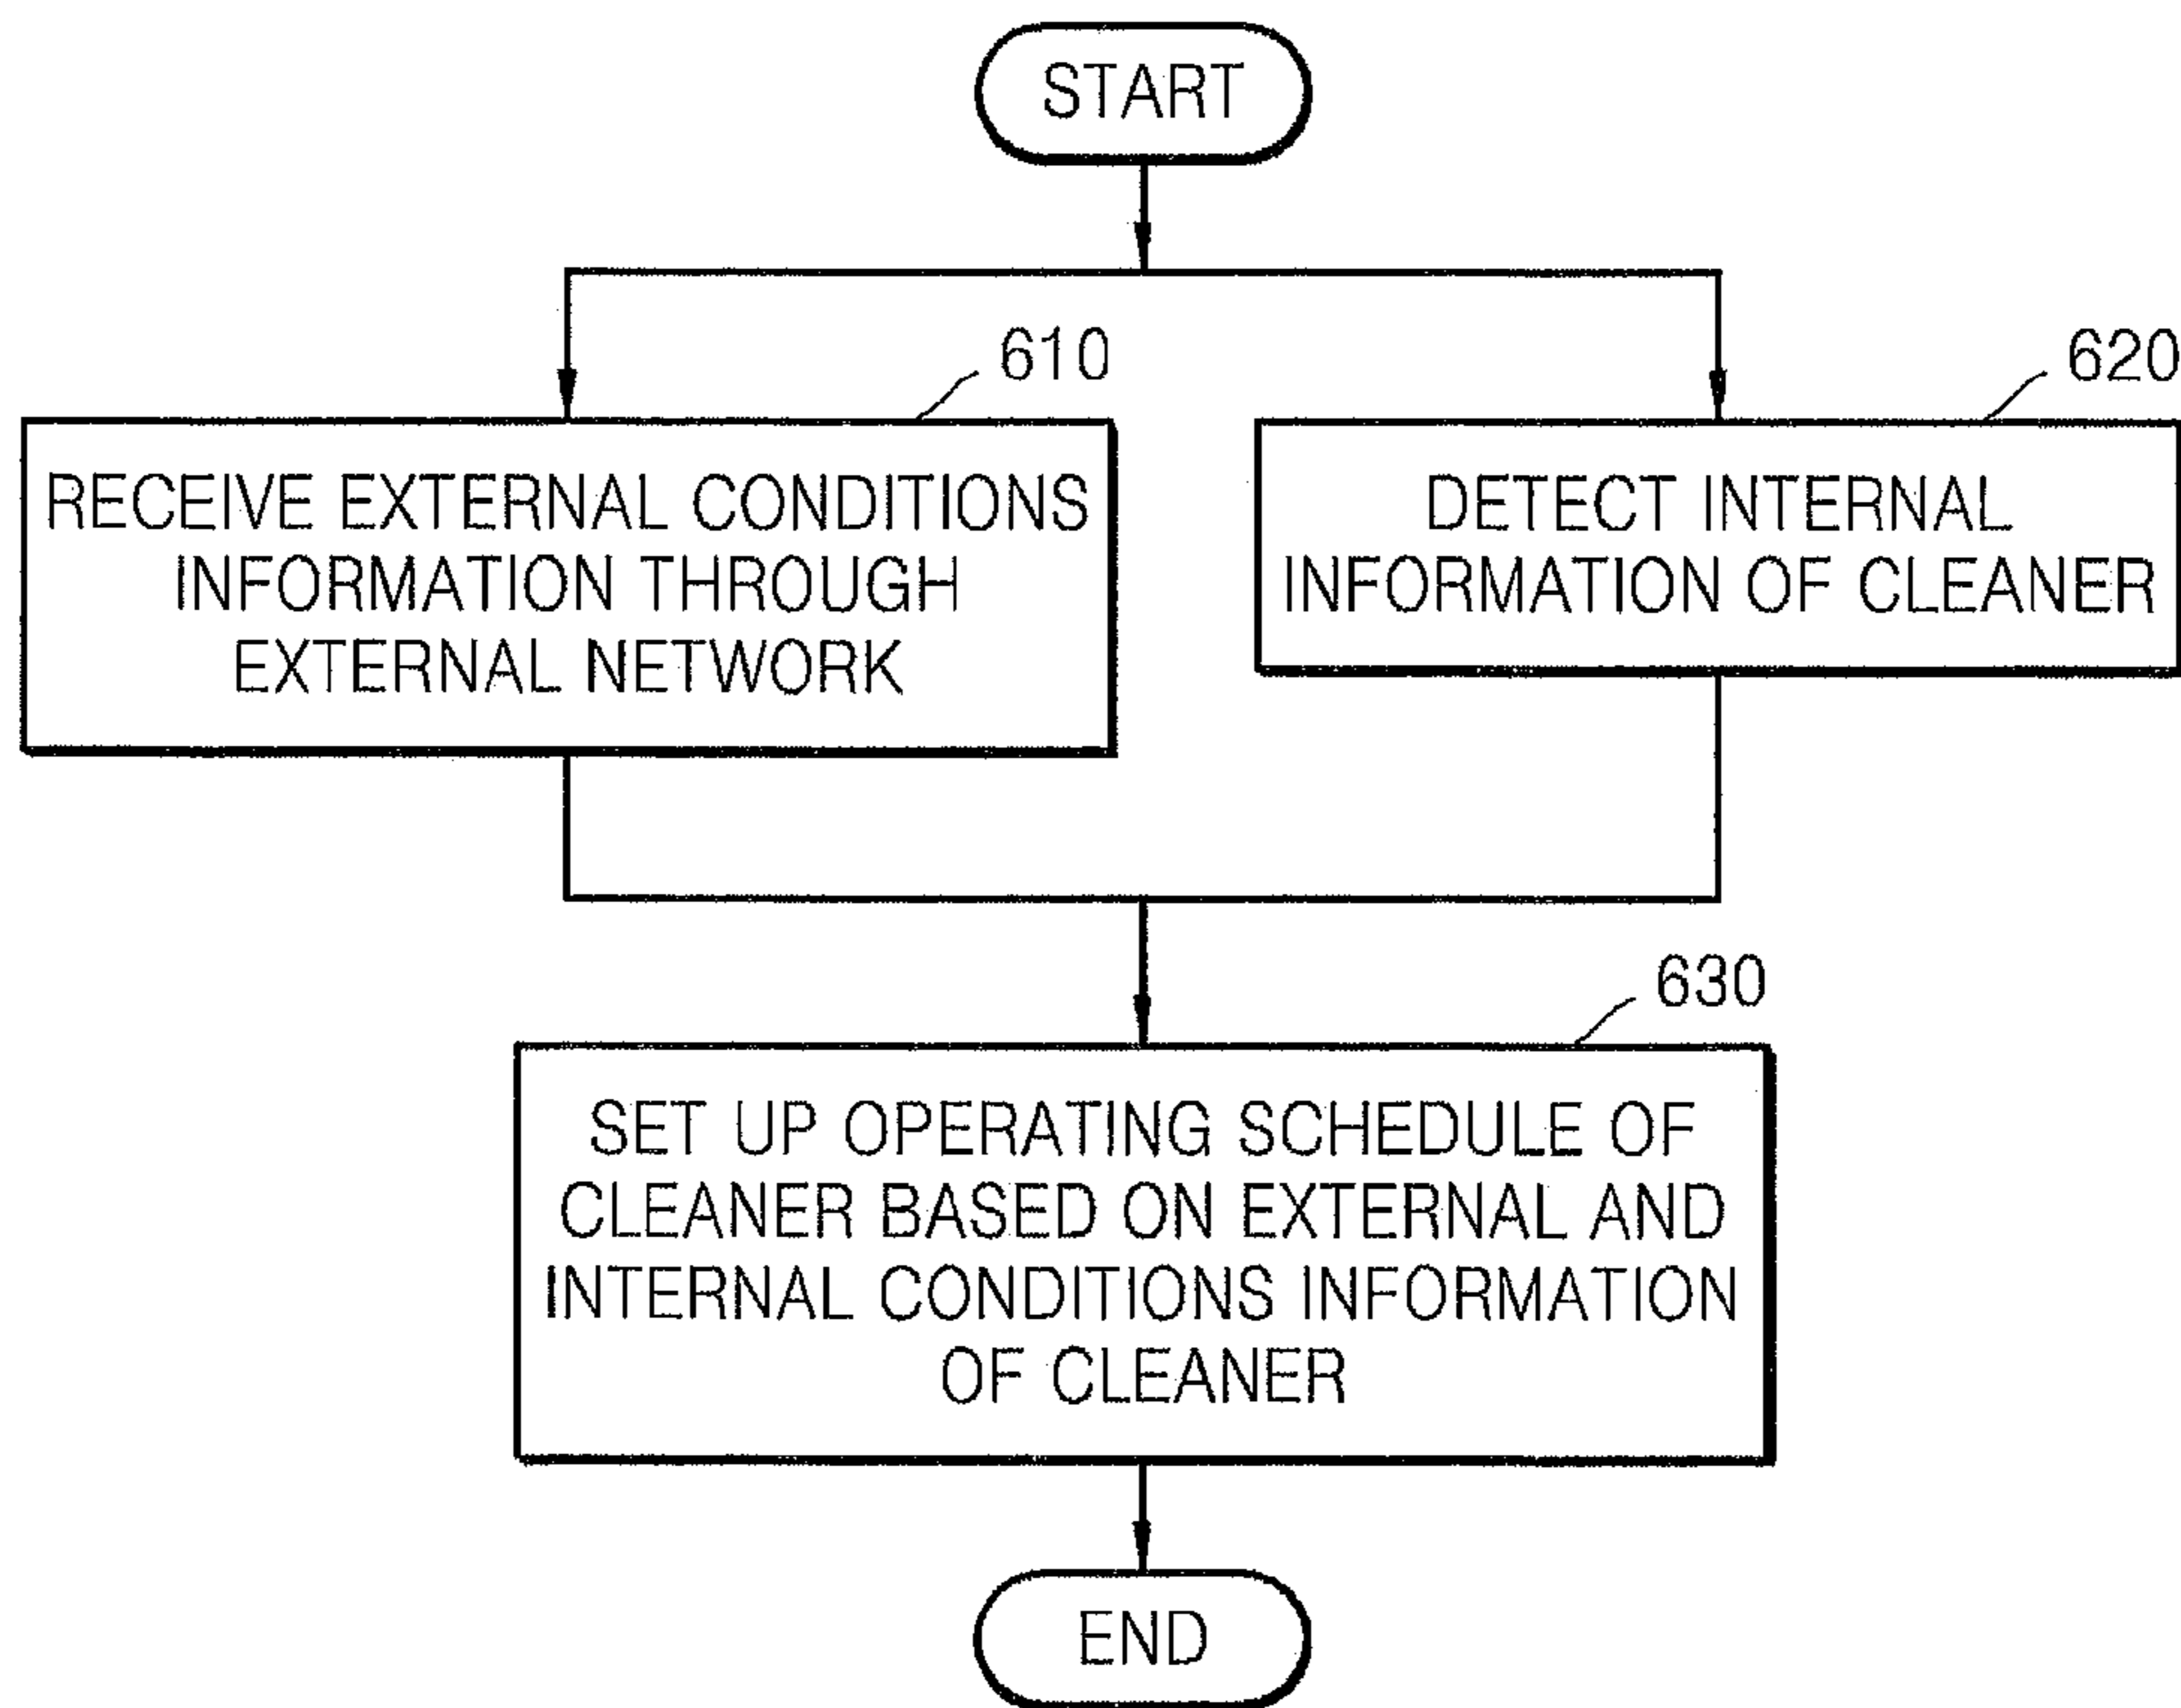 START
610
620
RECEIVE EXTERNAL CONDITIONS
INFORMATION THROUGH
EXTERNAL NETWORK
DETECT INTERNAL
INFORMATION OF CLEANER
630
SET UP OPERATING SCHEDULE OF
CLEANER BASED ON EXTERNAL AND
INTERNAL CONDITIONS INFORMATION
OF CLEANER
END